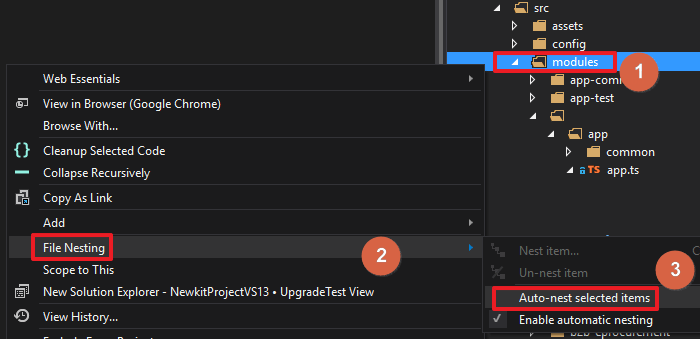 src
assets
config
modules
1
app-com
app-test
app
common
TS app.ts
Web Essentials
View in Browser (Google Chrome)
Browse With...
Cleanup Selected Code
Collapse Recursively
Copy As Link
Add
File Nesting
2
Scope to This
New Solution Explorer - NewkitProjectVS13 • UpgradeTest View
View History...
Nest item...
C
Un-nest item
3
Auto-nest selected items
Enable automatic nesting